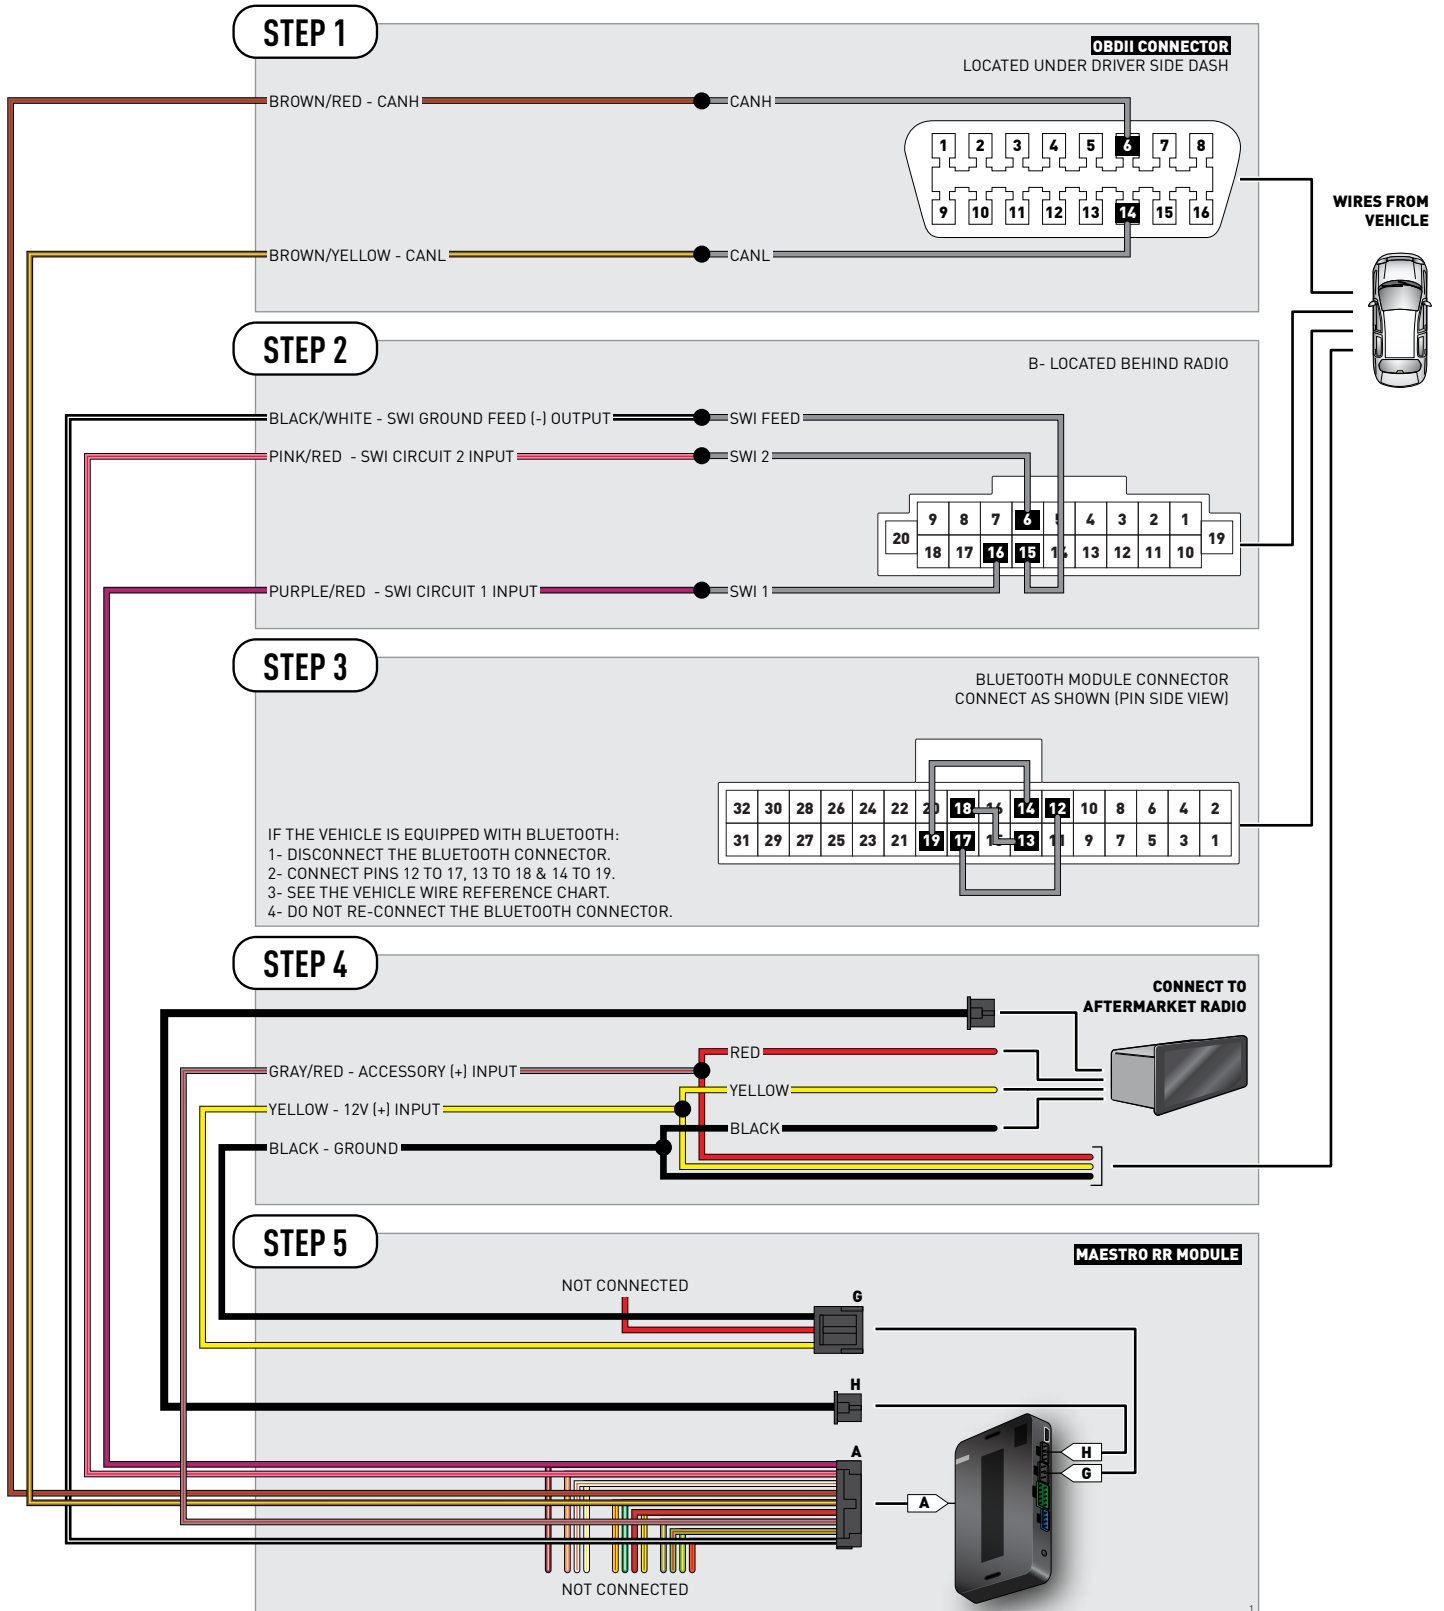 STEP 1
OBDII CONNECTOR
LOCATED UNDER DRIVER SIDE DASH
BROWN/RED - CANH
CANH
1 2 3 4 5 6 7 8
9 10 11 12 13 14 15 16
BROWN/YELLOW - CANL
CANL
WIRES FROM
VEHICLE
STEP 2
B- LOCATED BEHIND RADIO
BLACK/WHITE - SWI GROUND FEED (-) OUTPUT
SWI FEED
PINK/RED - SWI CIRCUIT 2 INPUT
SWI 2
9 8 7 6 5 4 3 2 1
20 19
18 17 16 15 14 13 12 11 10
PURPLE/RED - SWI CIRCUIT 1 INPUT
SWI 1
STEP 3
BLUETOOTH MODULE CONNECTOR
CONNECT AS SHOWN (PIN SIDE VIEW)
32 30 28 26 24 22 20 18 16 14 12 10 8 6 4 2
31 29 27 25 23 21 19 17 15 13 11 9 7 5 3 1
IF THE VEHICLE IS EQUIPPED WITH BLUETOOTH:
1- DISCONNECT THE BLUETOOTH CONNECTOR.
2- CONNECT PINS 12 TO 17, 13 TO 18 & 14 TO 19.
3- SEE THE VEHICLE WIRE REFERENCE CHART.
4- DO NOT RE-CONNECT THE BLUETOOTH CONNECTOR.
STEP 4
CONNECT TO
AFTERMARKET RADIO
RED
GRAY/RED - ACCESSORY (+) INPUT
YELLOW
YELLOW - 12V (+) INPUT
BLACK
BLACK - GROUND
STEP 5
MAESTRO RR MODULE
NOT CONNECTED
G
H
A
H
G
A
NOT CONNECTED
1